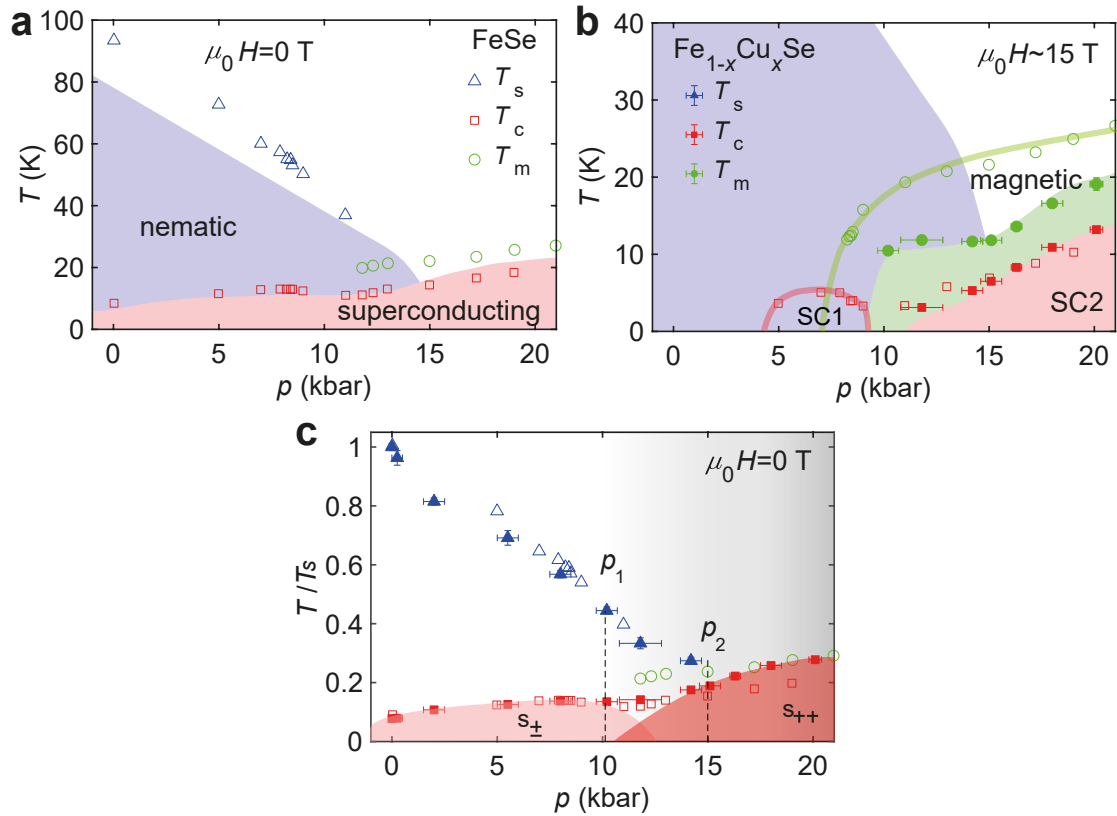 a
μ0H=0 T
FeSe
Ts
Tc
Tm
nematic
superconducting
T (K)
100
80
60
40
20
0
0
5
10
15
20
p (kbar)
b
Fe1-xCuxSe
μ0H~15 T
Ts
Tc
Tm
magnetic
SC1
SC2
T (K)
40
30
20
10
0
0
5
10
15
20
p (kbar)
c
μ0H=0 T
p1
p2
s±
s++
T/Ts
1
0.8
0.6
0.4
0.2
0
0
5
10
15
20
p (kbar)